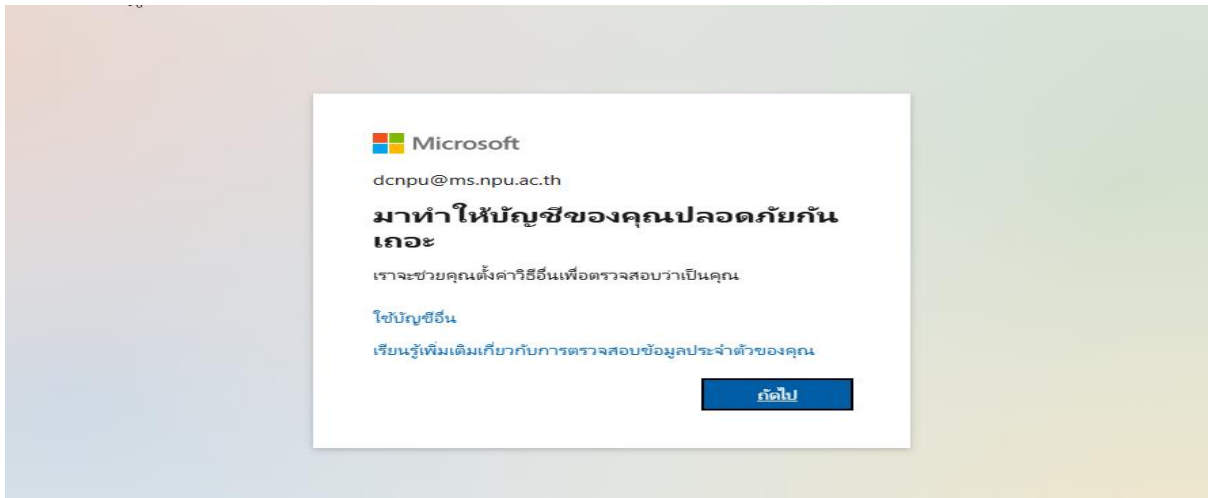 Microsoft
dcnpu@ms.npu.ac.th
มาทำให้บัญชีของคุณปลอดภัยกัน
เถอะ
เราจะช่วยคุณตั้งค่าวิธีอื่นเพื่อตรวจสอบว่าเป็นคุณ
ใช้บัญชีอื่น
เรียนรู้เพิ่มเติมเกี่ยวกับการตรวจสอบข้อมูลประจำตัวของคุณ
ถัดไป